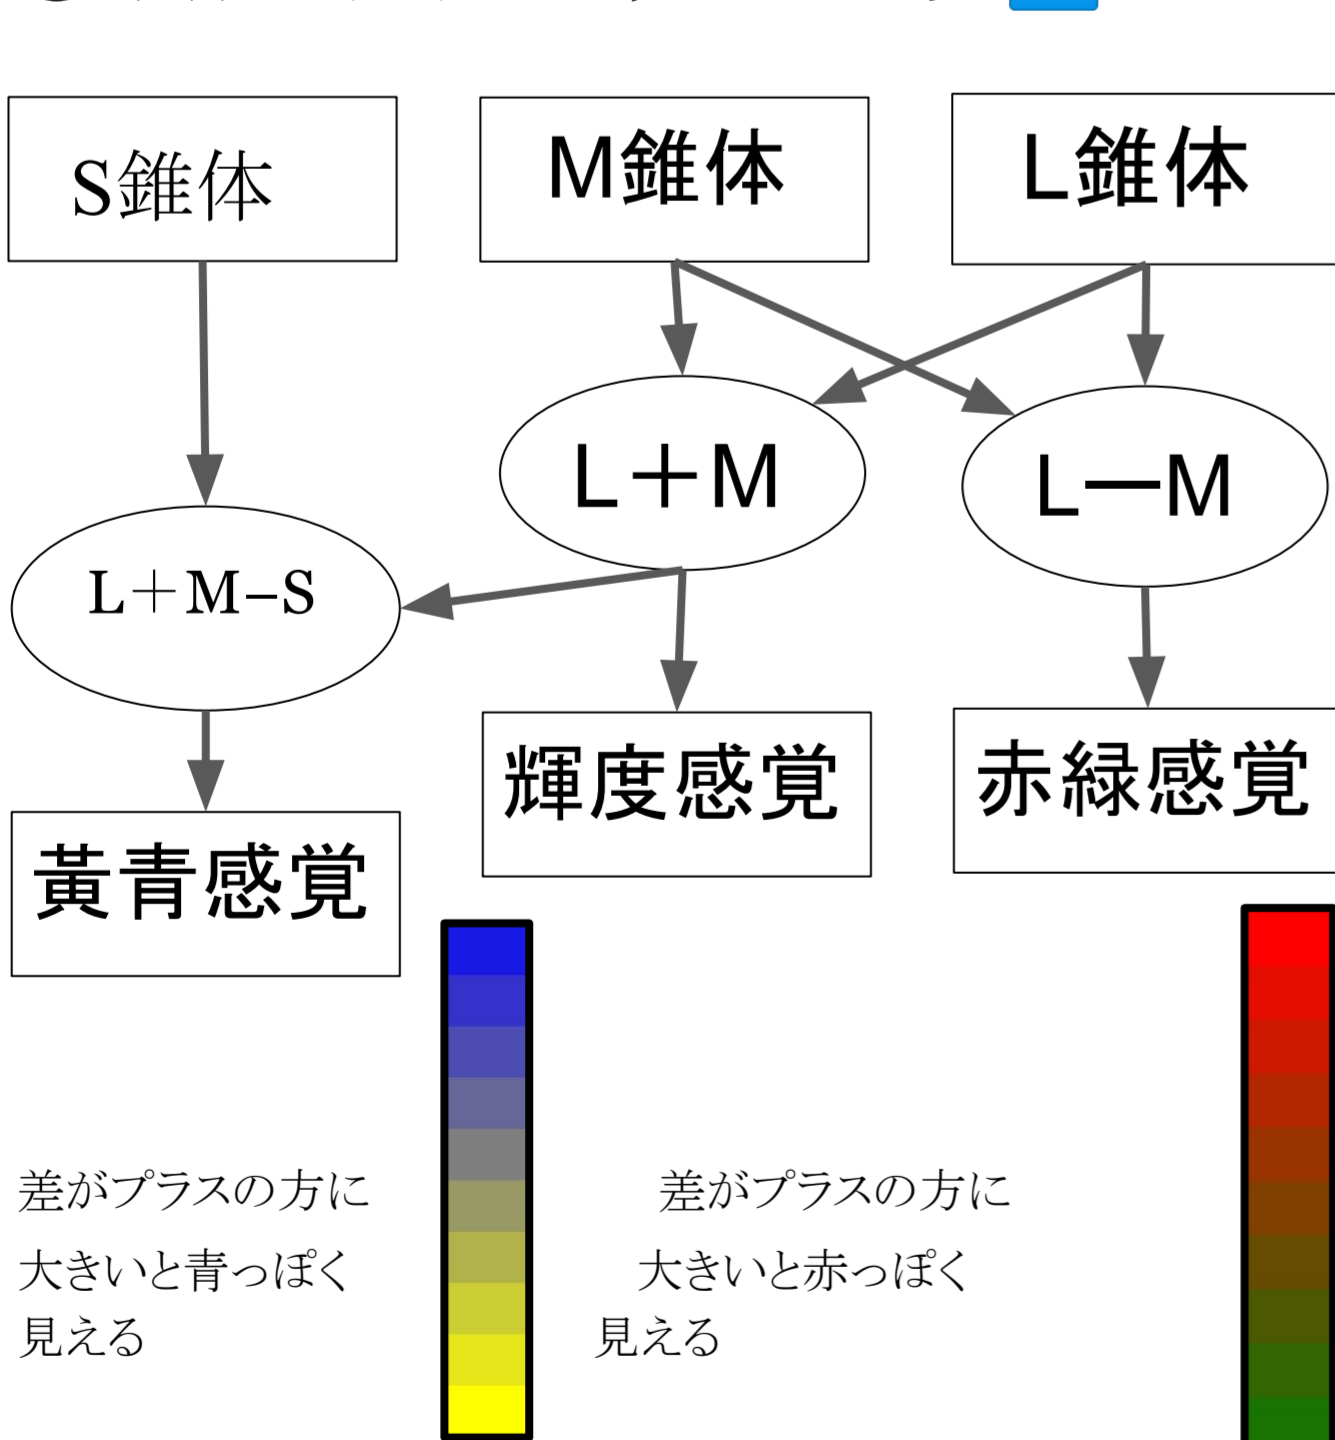 S錐体
M錐体
L錐体
L＋M
L―M
L＋M–S
輝度感覚
赤緑感覚
黃青感覚
差がプラスの方に
大きいと青っぽく
見える
差がプラスの方に
大きいと赤っぽく
見える